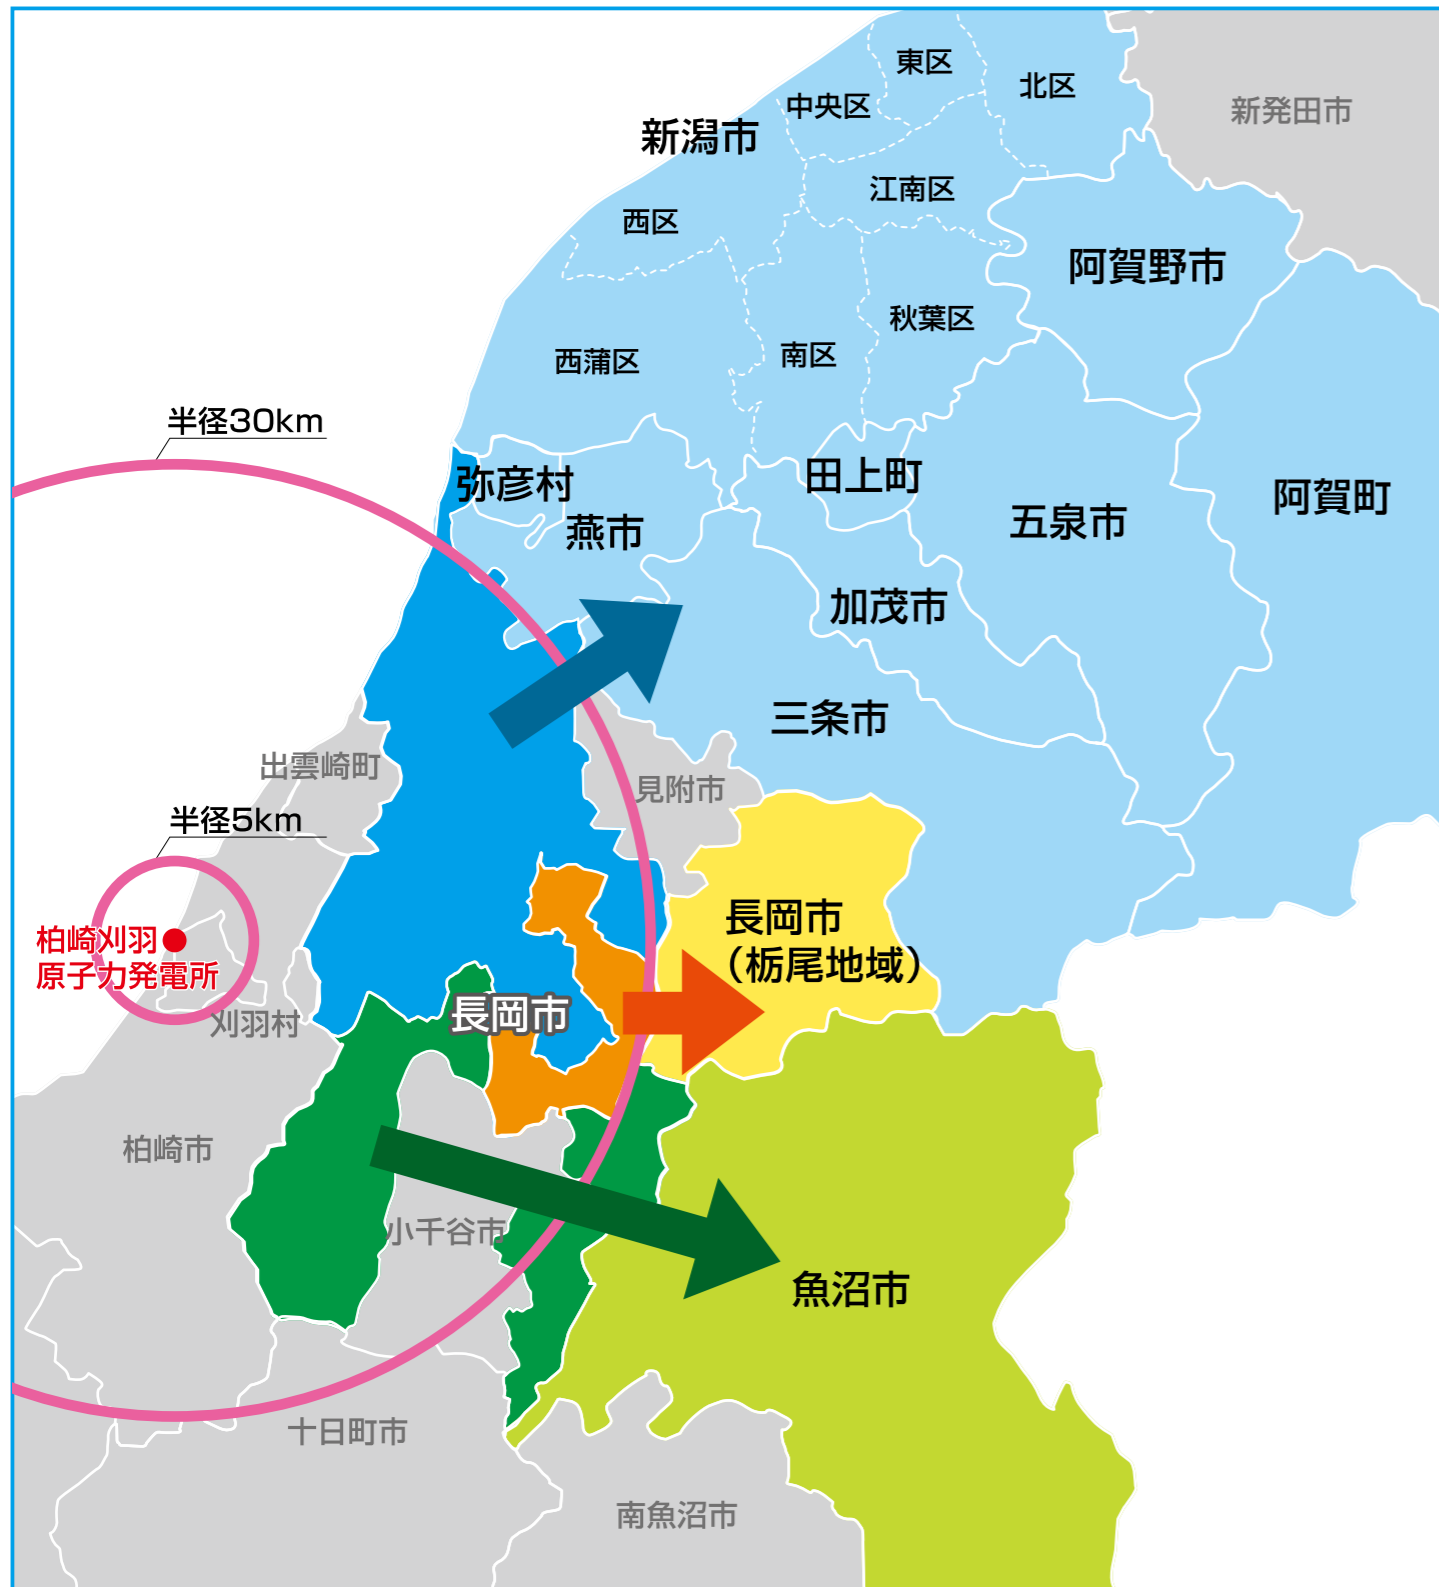 東区
北区
中央区
新発田市
新潟市
江南区
西区
阿賀野市
秋葉区
南区
西蒲区
半径30km
弥彦村
田上町
阿賀町
五泉市
燕市
加茂市
三条市
出雲崎町
見附市
半径5km
長岡市
（栃尾地域）
柏崎刈羽
原子力発電所
長岡市
刈羽村
柏崎市
小千谷市
魚沼市
十日町市
南魚沼市